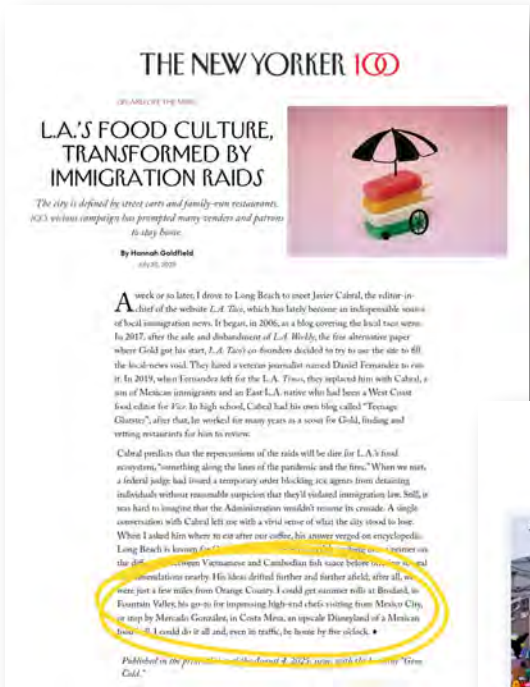 THE NEW YORKER 100
L.A.'S FOOD CULTURE,
TRANSFORMED BY
IMMIGRATION RAIDS
The city is defined by street carts and family-run restaurants.
vicious campaign has prompted many vendors and patrons
to stay home.
By Hannah Goldfield
A week or so later, I drove to Long Beach to meet Javier Cabral, the editor-in-
chief of the website L.A. Taco, which has lately become an indispensable source
of local immigration news. It began, in 2006, as a blog covering the local taco scene.
In 2017, after the sale and disbandment of L.A. Weekly, the free alternative paper
where Gold got his start, L.A. Taco's co-founders decided to try to use the site to fill
the local-news void. They hired a veteran journalist named Daniel Fernandez to run
it. In 2019, when Fernandez left for the L.A. Times, they replaced him with Cabral, a
son of Mexican immigrants and an East L.A. native who had been a West Coast
food editor for Vice. In high school, Cabral had his own blog called "Teenage
Glutster"; after that, he worked for many years as a scout for Gold, finding and
vetting restaurants for him to review.
Cabral predicts that the repercussions of the raids will be dire for L.A.'s food
ecosystem, "something along the lines of the pandemic and the fires." When we met,
a federal judge had issued a temporary order blocking ICE agents from detaining
individuals without reasonable suspicion that they'd violated immigration law. Still, it
was hard to imagine that the Administration wouldn't resume its crusade. A single
conversation with Cabral left me with a vivid sense of what the city stood to lose.
When I asked him where to eat after our coffee, his answer verged on encyclopedic.
Long Beach is known for
the between Vietnamese and Cambodian fish sauce before
nearby. His ideas drifted further and further afield; after all, we
were just a few miles from Orange County. I could get summer rolls at Brodard, in
Fountain Valley, his go-to for impressing high-end chefs visiting from Mexico City,
or stop by Mercado González, in Costa Mesa, an upscale Disneyland of a Mexican
food hall. I could do it all and, even in traffic, be home by five o'clock. ♦
Published in the